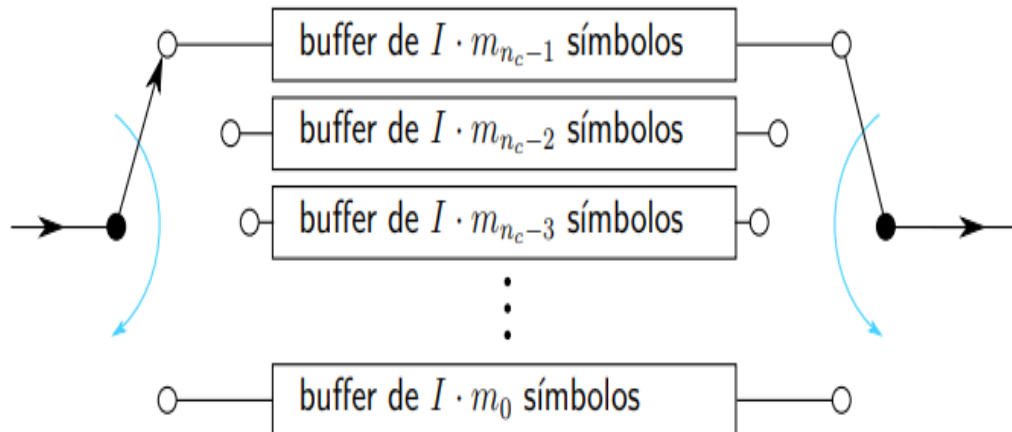 buffer de I · m_{n_c−1} símbolos
buffer de I · m_{n_c−2} símbolos
buffer de I · m_{n_c−3} símbolos
buffer de I · m_0 símbolos